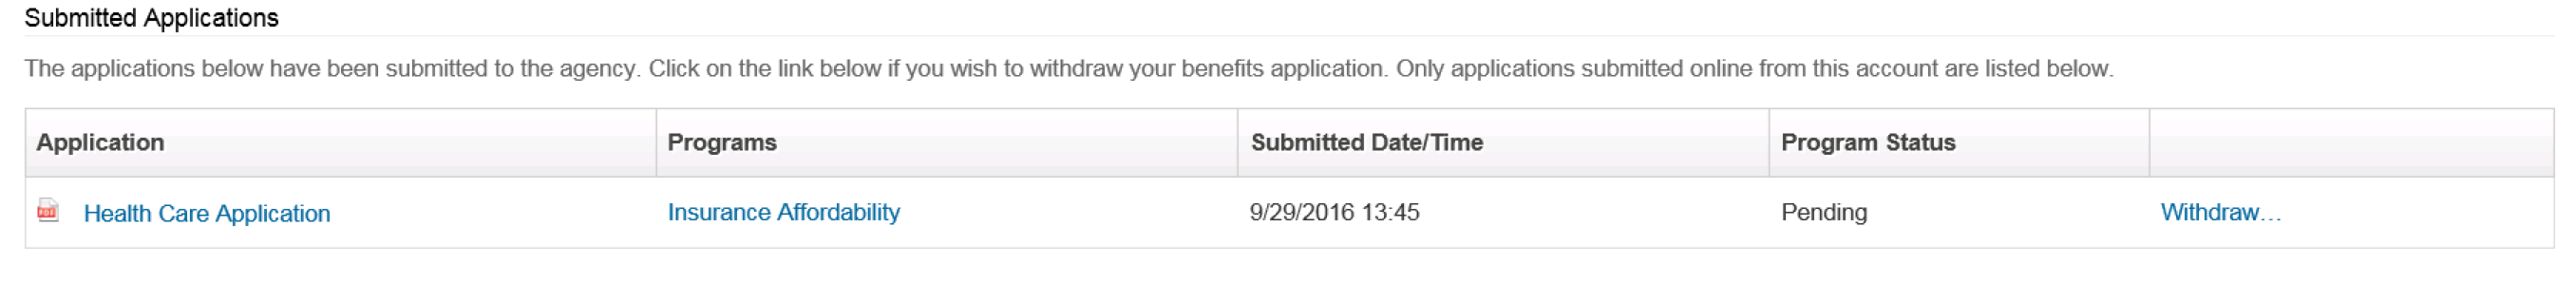 Submitted Applications
The applications below have been submitted to the agency. Click on the link below if you wish to withdraw your benefits application. Only applications submitted online from this account are listed below.
Application Programs Submitted Date/Time Program Status
PDF Health Care Application Insurance Affordability 9/29/2016 13:45 Pending Withdraw...